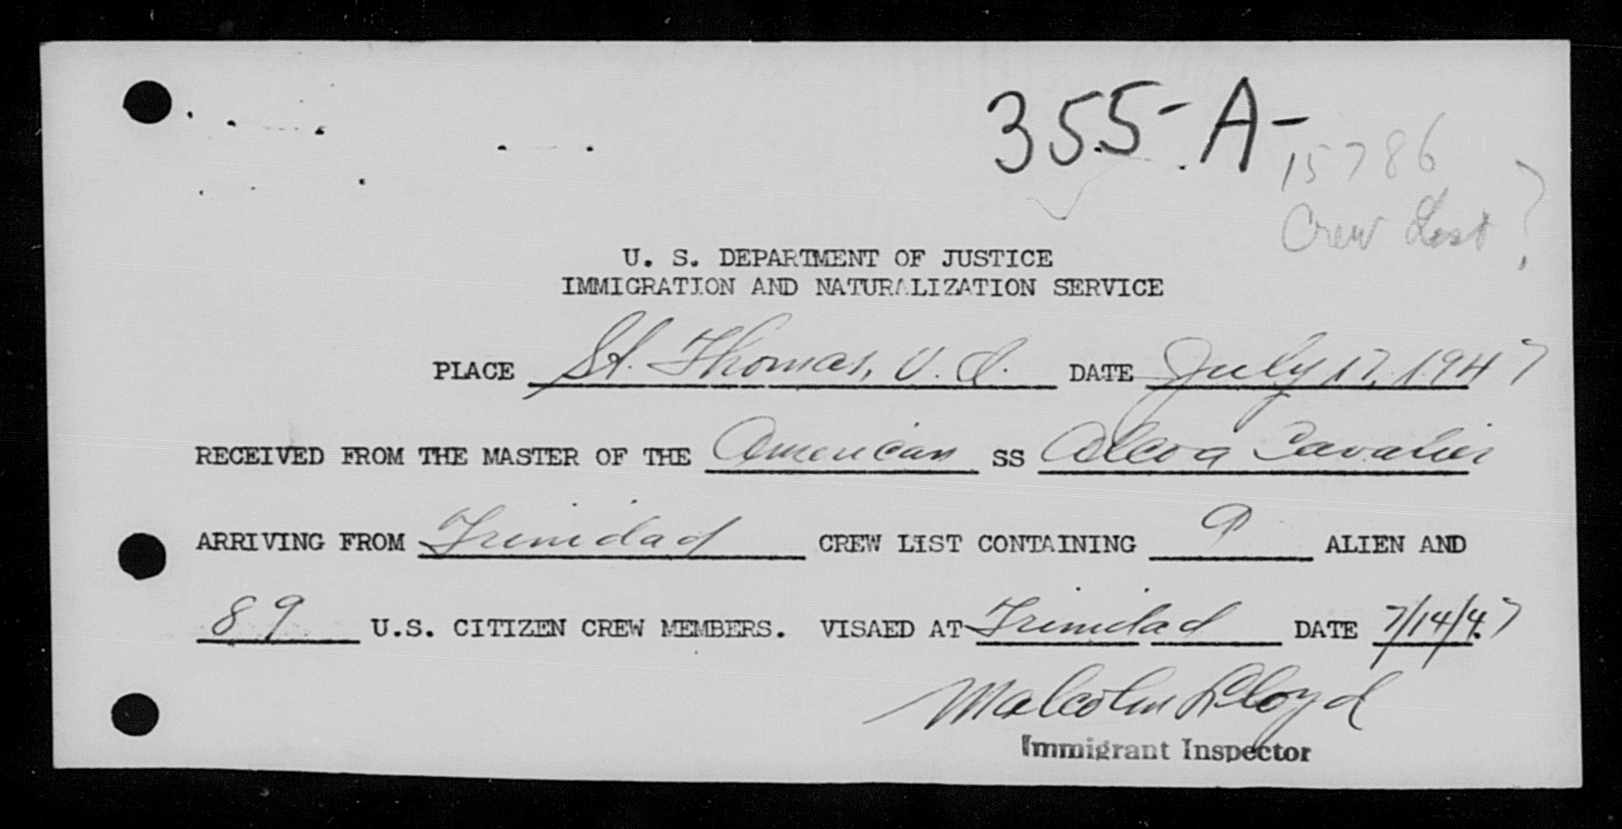 355-A-
15786
Crew List ?
U. S. DEPARTMENT OF JUSTICE
IMMIGRATION AND NATURALIZATION SERVICE
PLACE St. Thomas, V. I. DATE July 17, 1947
RECEIVED FROM THE MASTER OF THE American SS Alcoa Cavalier
ARRIVING FROM Trinidad CREW LIST CONTAINING 9 ALIEN AND
89 U.S. CITIZEN CREW MEMBERS. VISAED AT Trinidad DATE 7/14/47
Malcolm Lloyd
Immigrant Inspector